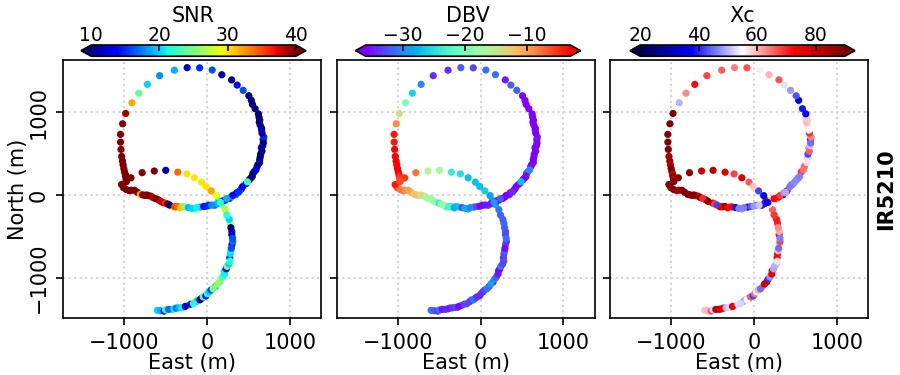 SNR DBV Xc
10 20 30 40 −30 −20 −10 20 40 60 80
1000
0
−1000
North (m)
−1000 0 1000 −1000 0 1000 −1000 0 1000
East (m) East (m) East (m)
IR5210